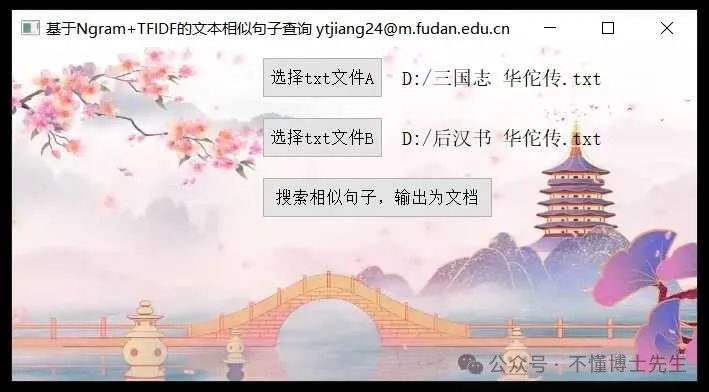 基于Ngram+TFIDF的文本相似句子查询 ytjiang24@m.fudan.edu.cn
选择txt文件A D:/三国志 华佗传.txt
选择txt文件B D:/后汉书 华佗传.txt
搜索相似句子，输出为文档
公众号·不懂博士先生